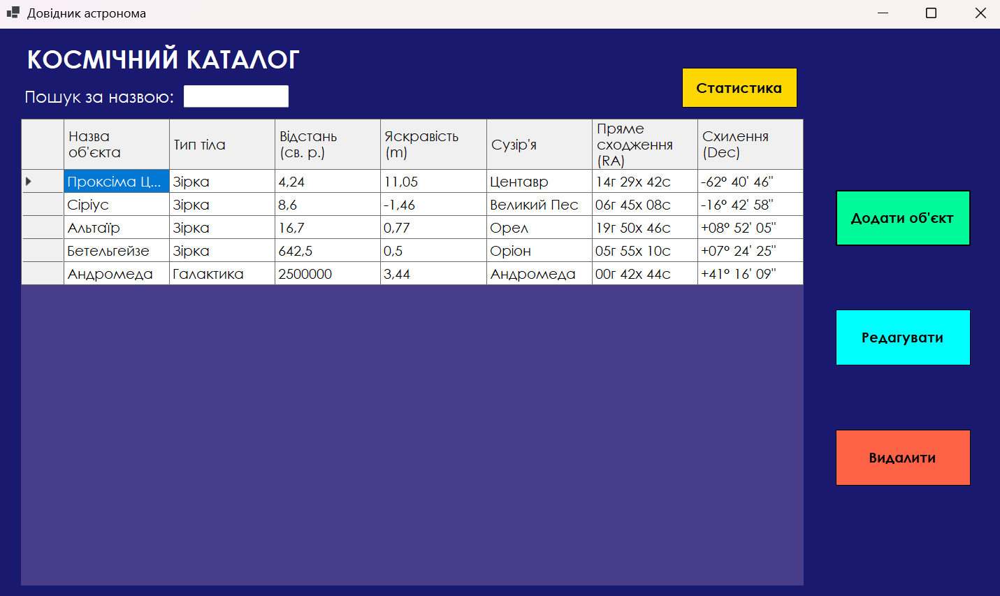 Довідник астронома
КОСМІЧНИЙ КАТАЛОГ
Пошук за назвою:
Статистика
Назва об'єкта Тип тіла Відстань (св. р.) Яскравість (m) Сузір'я Пряме сходження (RA) Схилення (Dec)
Проксіма Ц... Зірка 4,24 11,05 Центавр 14г 29х 42с -62° 40' 46"
Сіріус Зірка 8,6 -1,46 Великий Пес 06г 45х 08с -16° 42' 58"
Альтаїр Зірка 16,7 0,77 Орел 19г 50х 46с +08° 52' 05"
Бетельгейзе Зірка 642,5 0,5 Оріон 05г 55х 10с +07° 24' 25"
Андромеда Галактика 2500000 3,44 Андромеда 00г 42х 44с +41° 16' 09"
Додати об'єкт
Редагувати
Видалити